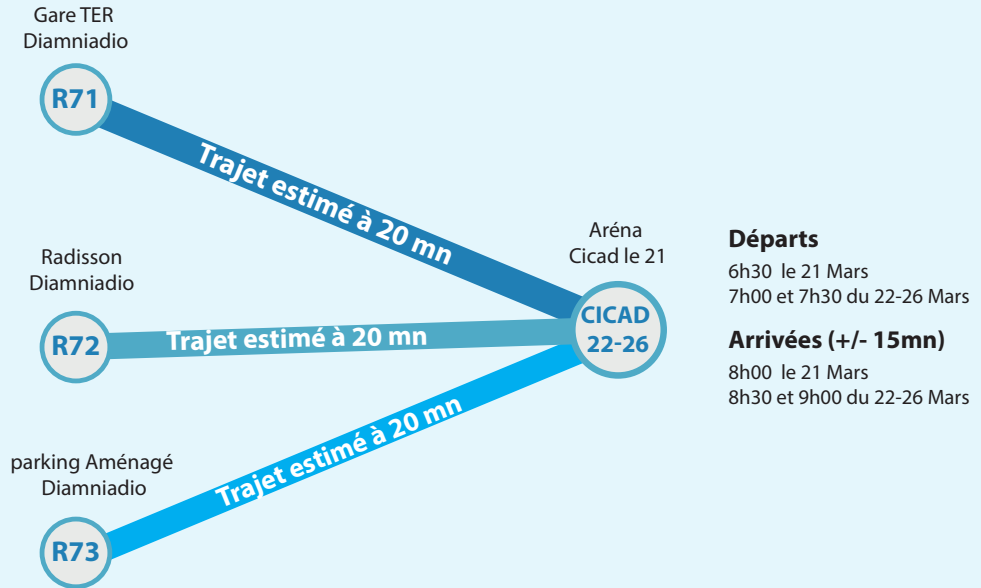 Gare TER
Diamniadio
R71
Trajet estimé à 20 mn
Radisson
Diamniadio
R72
Trajet estimé à 20 mn
parking Aménagé
Diamniadio
R73
Trajet estimé à 20 mn
Aréna
Cicad le 21
CICAD
22-26
Départs
6h30 le 21 Mars
7h00 et 7h30 du 22-26 Mars
Arrivées (+/- 15mn)
8h00 le 21 Mars
8h30 et 9h00 du 22-26 Mars